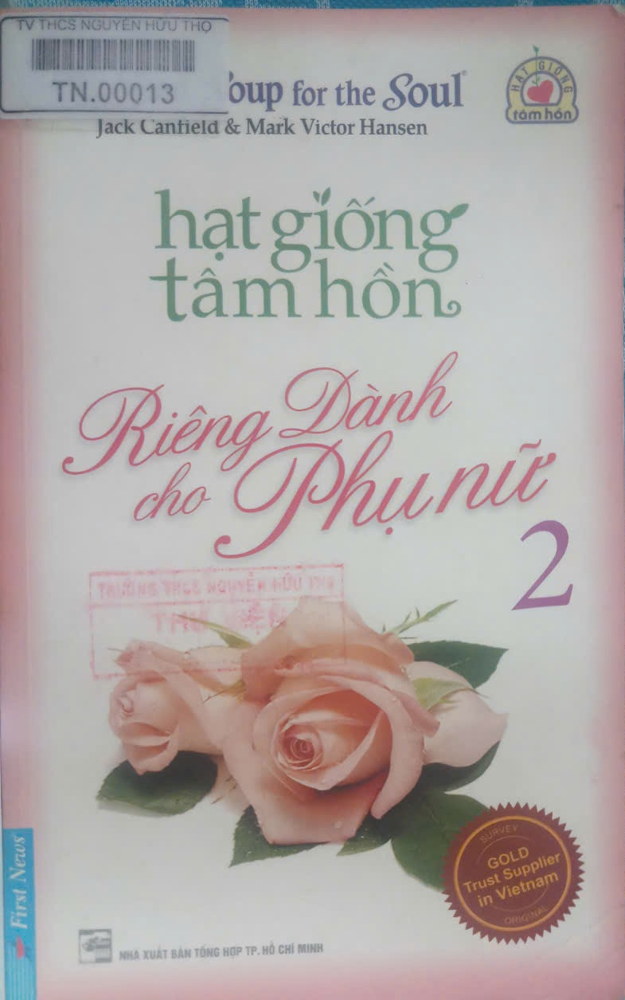 TV THCS NGUYỄN HỮU THỌ
TN.00013
oup for the Soul®
Jack Canfield & Mark Victor Hansen
HẠT GIỐNG
tâm hồn
hạt giống
tâm hồn
Riêng Dành
cho Phụ nữ
2
TRƯỜNG THCS NGUYỄN HỮU THỌ
THƯ VIỆN
SURVEY
GOLD
Trust Supplier
in Vietnam
ORIGINAL
First News
NHÀ XUẤT BẢN TỔNG HỢP TP. HỒ CHÍ MINH